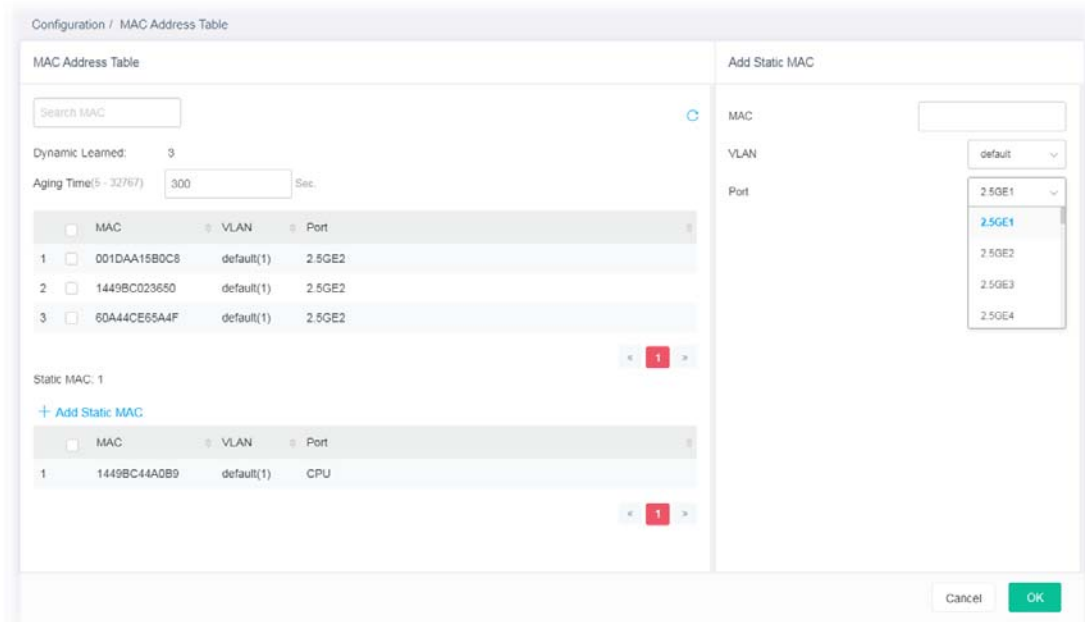 Configuration / MAC Address Table
MAC Address Table
Search MAC
Dynamic Learned: 3
Aging Time(5 - 32767) 300 Sec.
MAC VLAN Port
1 001DAA15B0C8 default(1) 2.5GE2
2 1449BC023650 default(1) 2.5GE2
3 60A44CE65A4F default(1) 2.5GE2
« 1 »
Static MAC: 1
+ Add Static MAC
MAC VLAN Port
1 1449BC44A0B9 default(1) CPU
« 1 »
Add Static MAC
MAC
VLAN default
Port 2.5GE1
2.5GE1
2.5GE2
2.5GE3
2.5GE4
Cancel OK